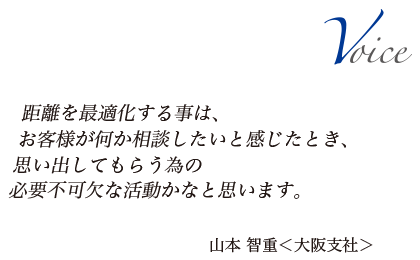 Voice
距離を最適化する事は、
お客様が何か相談したいと感じたとき、
思い出してもらう為の
必要不可欠な活動かなと思います。
山本 智重＜大阪支社＞